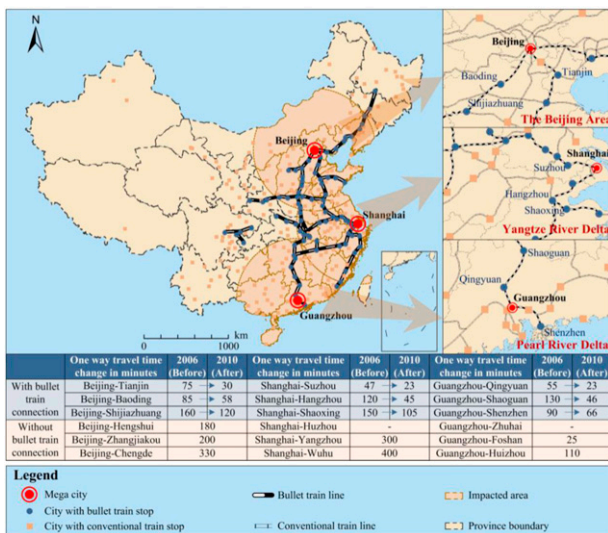 N
Beijing
Shanghai
Guangzhou
0
1000
km
Beijing
Baoding
Tianjin
Shijiazhuang
The Beijing Area
Shanghai
Suzhou
Hangzhou
Shaoxing
Yangtze River Delta
Shaoguan
Qingyuan
Guangzhou
Shenzhen
Pearl River Delta
One way travel time change in minutes 2006 (Before) 2010 (After) One way travel time change in minutes 2006 (Before) 2010 (After) One way travel time change in minutes 2006 (Before) 2010 (After)
With bullet train connection
Beijing-Tianjin 75 30 Shanghai-Suzhou 47 23 Guangzhou-Qingyuan 55 23
Beijing-Baoding 85 58 Shanghai-Hangzhou 120 45 Guangzhou-Shaoguan 130 46
Beijing-Shijiazhuang 160 120 Shanghai-Shaoxing 150 105 Guangzhou-Shenzhen 90 66
Without bullet train connection
Beijing-Hengshui 180 Shanghai-Huzhou - Guangzhou-Zhuhai -
Beijing-Zhangjiakou 200 Shanghai-Yangzhou 300 Guangzhou-Foshan 25
Beijing-Chengde 330 Shanghai-Wuhu 400 Guangzhou-Huizhou 110
Legend
Mega city Bullet train line Impacted area
City with bullet train stop
City with conventional train stop Conventional train line Province boundary